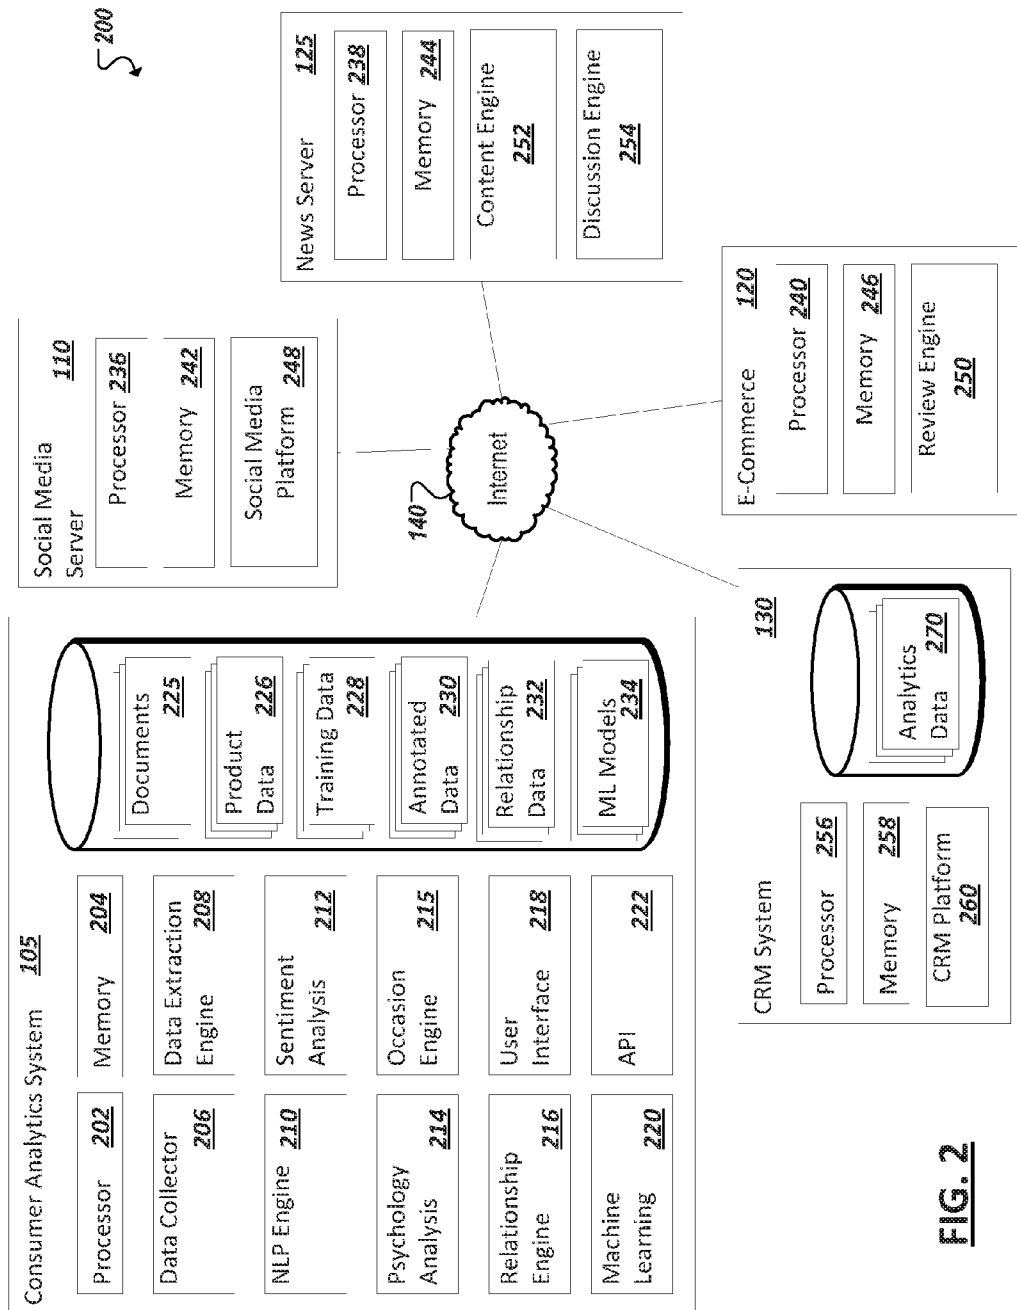 200
Consumer Analytics System 105
Processor 202
Memory 204
Data Collector
206
Data Extraction
Engine 208
NLP Engine 210
Sentiment
Analysis 212
Psychology
Analysis 214
Occasion
Engine 215
Relationship
Engine 216
User
Interface 218
Machine
Learning 220
API 222
Documents
225
Product
Data 226
Training Data
228
Annotated
Data 230
Relationship
Data 232
ML Models
234
Social Media
Server 110
Processor
236
Memory
242
Social Media
Platform 248
News Server 125
Processor 238
Memory 244
Content Engine
252
Discussion Engine
254
140
Internet
CRM System 130
Processor
256
Memory
258
CRM Platform
260
Analytics
Data 270
E-Commerce 120
Processor
240
Memory
246
Review Engine
250
FIG. 2